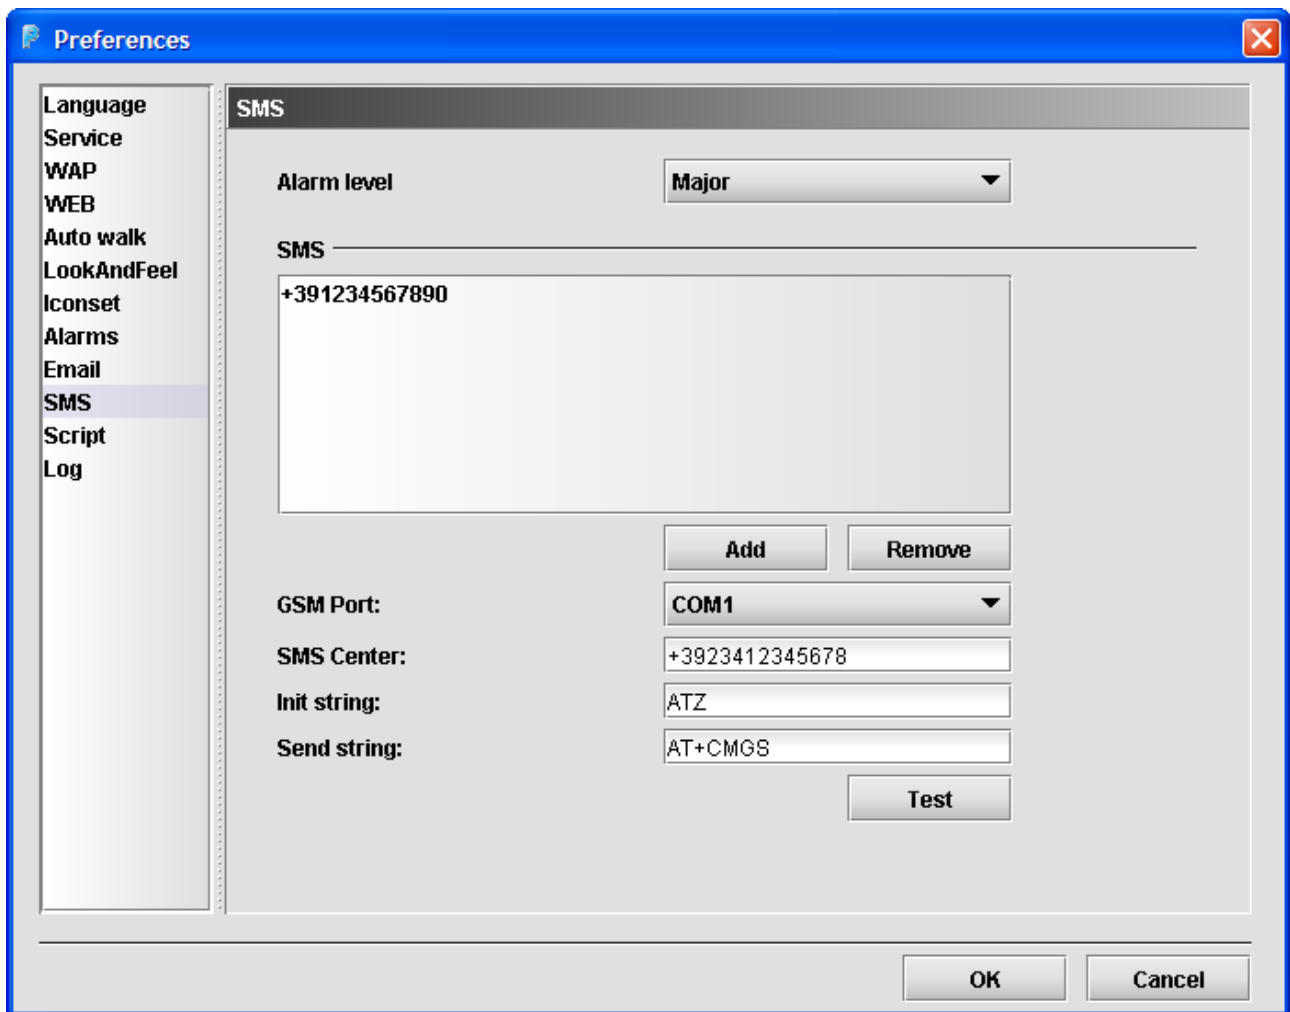 Preferences
Language
Service
WAP
WEB
Auto walk
LookAndFeel
Iconset
Alarms
Email
SMS
Script
Log
SMS
Alarm level Major
SMS
+391234567890
Add Remove
GSM Port: COM1
SMS Center: +3923412345678
Init string: ATZ
Send string: AT+CMGS
Test
OK Cancel